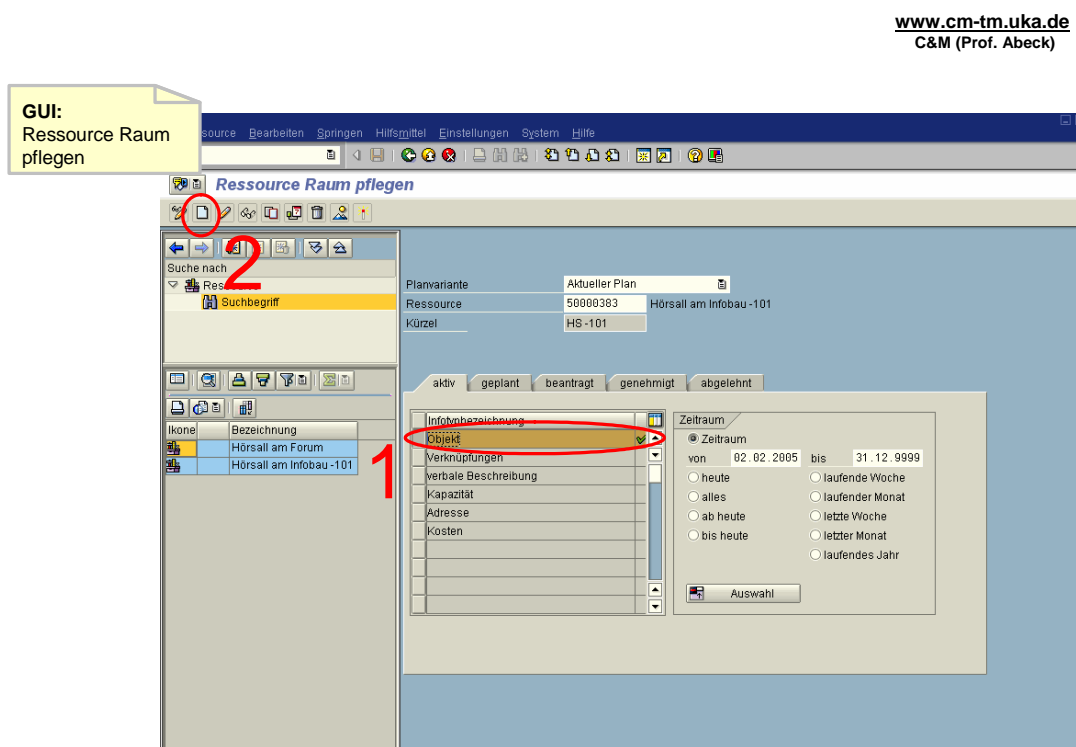 www.cm-tm.uka.de
C&M (Prof. Abeck)
GUI:
Ressource Raum
pflegen
source Bearbeiten Springen Hilfsmittel Einstellungen System Hilfe
Ressource Raum pflegen
2
Suche nach
Suchbegriff
Planvariante Aktueller Plan
Ressource 50000383 Hörsall am Infobau -101
Kürzel HS -101
aktiv geplant beantragt genehmigt abgelehnt
Ikone Bezeichnung
Hörsall am Forum
Hörsall am Infobau -101
1
Infotypbezeichnung
Objekt
Verknüpfungen
verbale Beschreibung
Kapazität
Adresse
Kosten
Zeitraum
Zeitraum
von 02.02.2005 bis 31.12.9999
heute laufende Woche
alles laufender Monat
ab heute letzte Woche
bis heute letzter Monat
laufendes Jahr
Auswahl